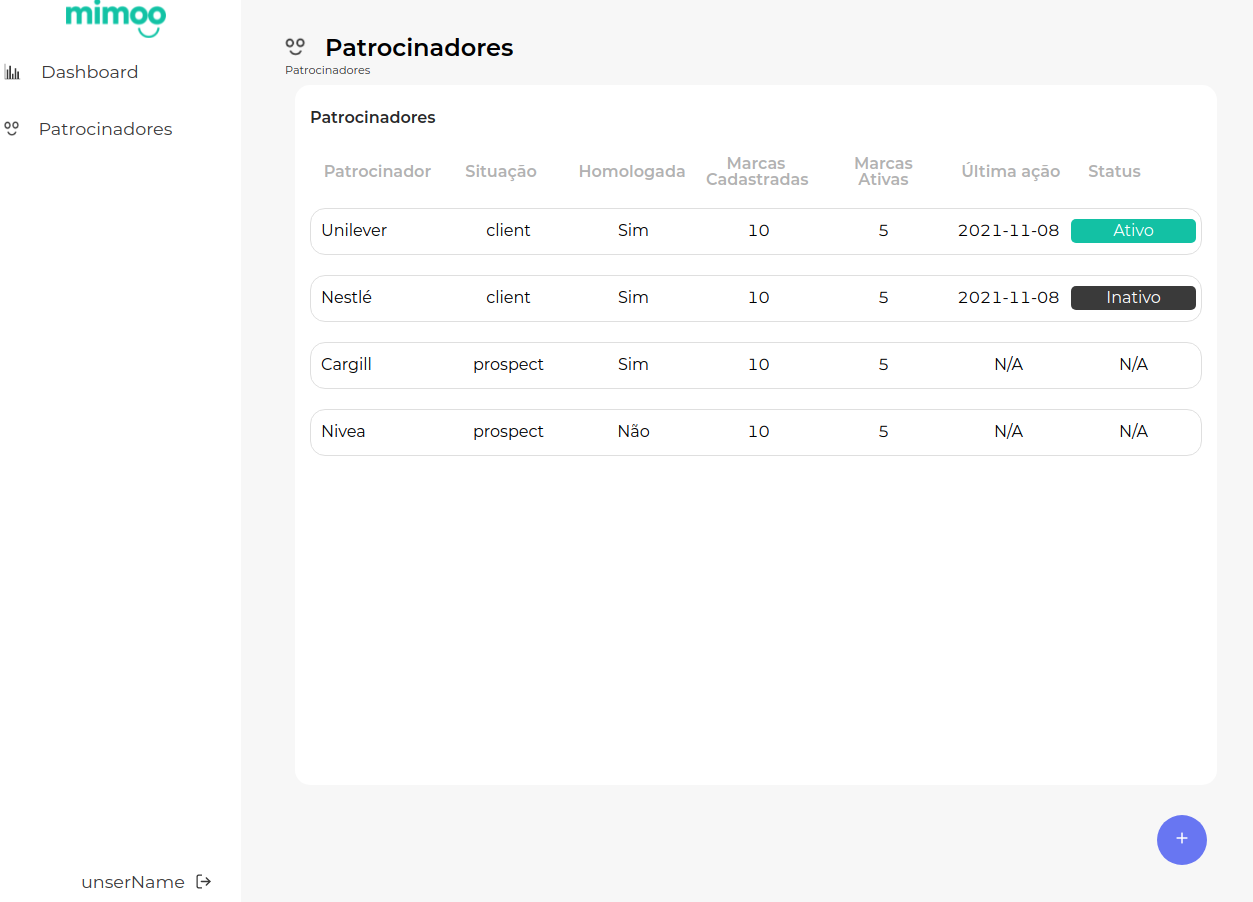 mimoo
Dashboard
Patrocinadores
unserName
Patrocinadores
Patrocinadores
Patrocinadores
Patrocinador Situação Homologada Marcas Cadastradas Marcas Ativas Última ação Status
Unilever client Sim 10 5 2021-11-08 Ativo
Nestlé client Sim 10 5 2021-11-08 Inativo
Cargill prospect Sim 10 5 N/A N/A
Nivea prospect Não 10 5 N/A N/A
+